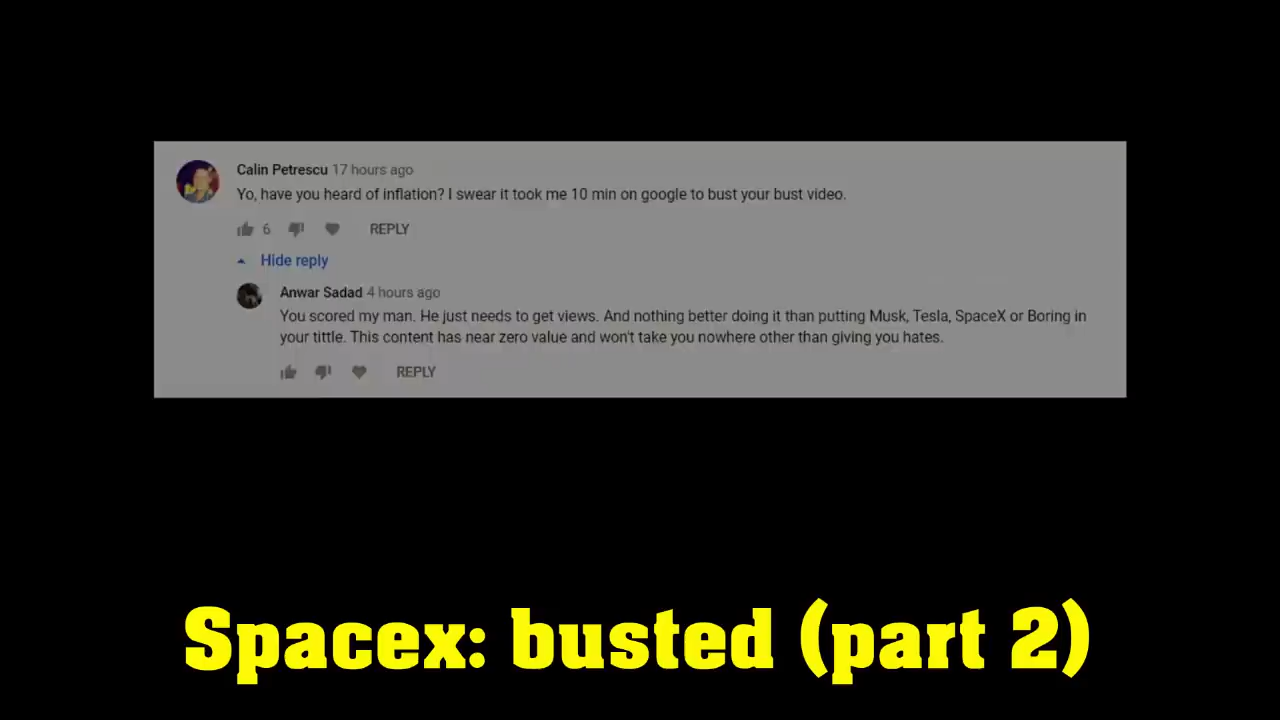 Calin Petrescu 17 hours ago
Yo, have you heard of inflation? I swear it took me 10 min on google to bust your bust video.
6 REPLY
Hide reply
Anwar Sadad 4 hours ago
You scored my man. He just needs to get views. And nothing better doing it than putting Musk, Tesla, SpaceX or Boring in
your tittle. This content has near zero value and won't take you nowhere other than giving you hates.
REPLY
Spacex: busted (part 2)